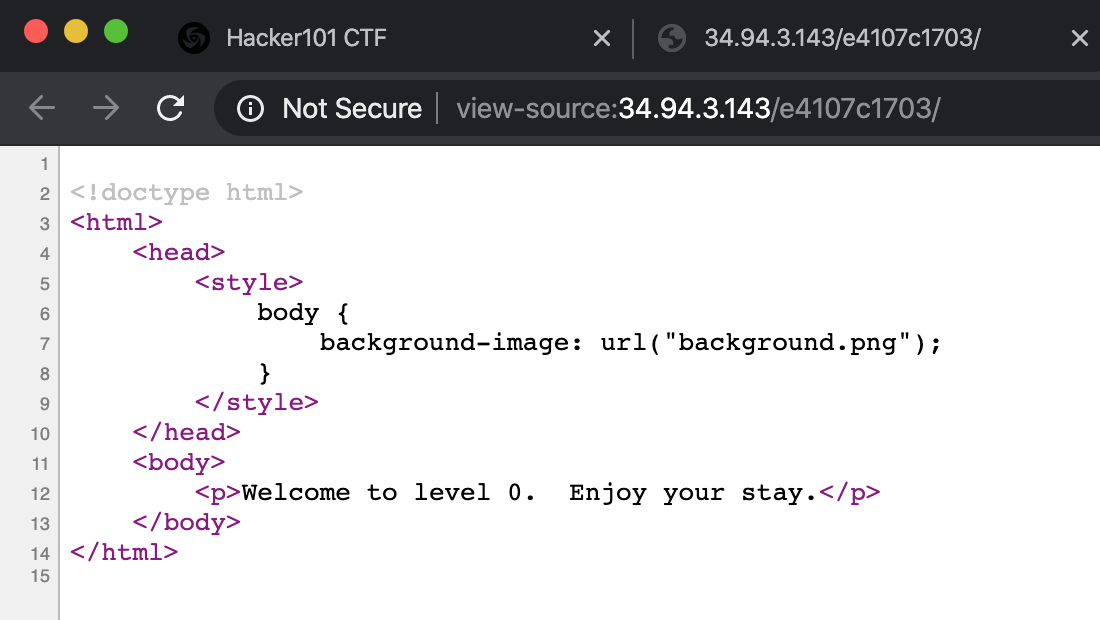 Hacker101 CTF
34.94.3.143/e4107c1703/
Not Secure view-source:34.94.3.143/e4107c1703/
1
2 <!doctype html>
3 <html>
4 <head>
5 <style>
6 body {
7 background-image: url("background.png");
8 }
9 </style>
10 </head>
11 <body>
12 <p>Welcome to level 0.  Enjoy your stay.</p>
13 </body>
14 </html>
15